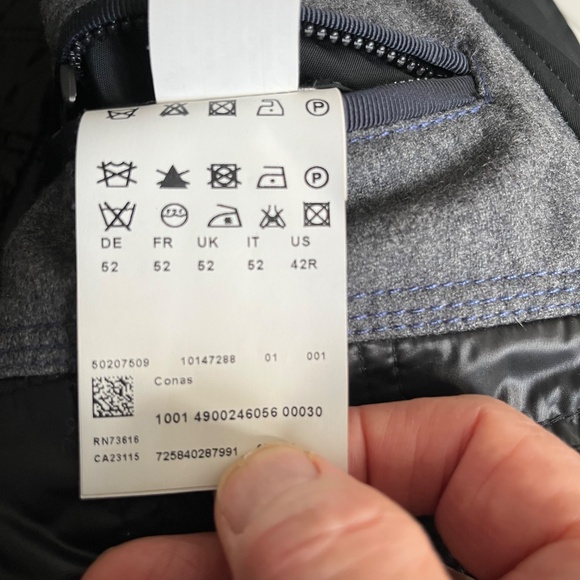 P
P
DE FR UK IT US
52 52 52 52 42R
50207509 10147288 01 001
Conas
1001 4900246056 00030
RN73616
CA23115 725840287991